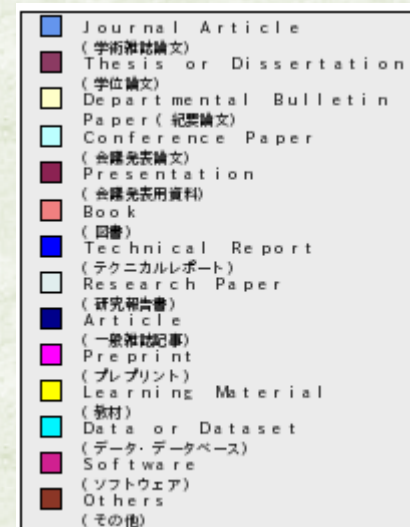 Journal Article
(学術雑誌論文)
Thesis or Dissertation
(学位論文)
Departmental Bulletin
Paper(紀要論文)
Conference Paper
(会議発表論文)
Presentation
(会議発表用資料)
Book
(図書)
Technical Report
(テクニカルレポート)
Research Paper
(研究報告書)
Article
(一般雑誌記事)
Preprint
(プレプリント)
Learning Material
(教材)
Data or Dataset
(データ・データベース)
Software
(ソフトウェア)
Others
(その他)